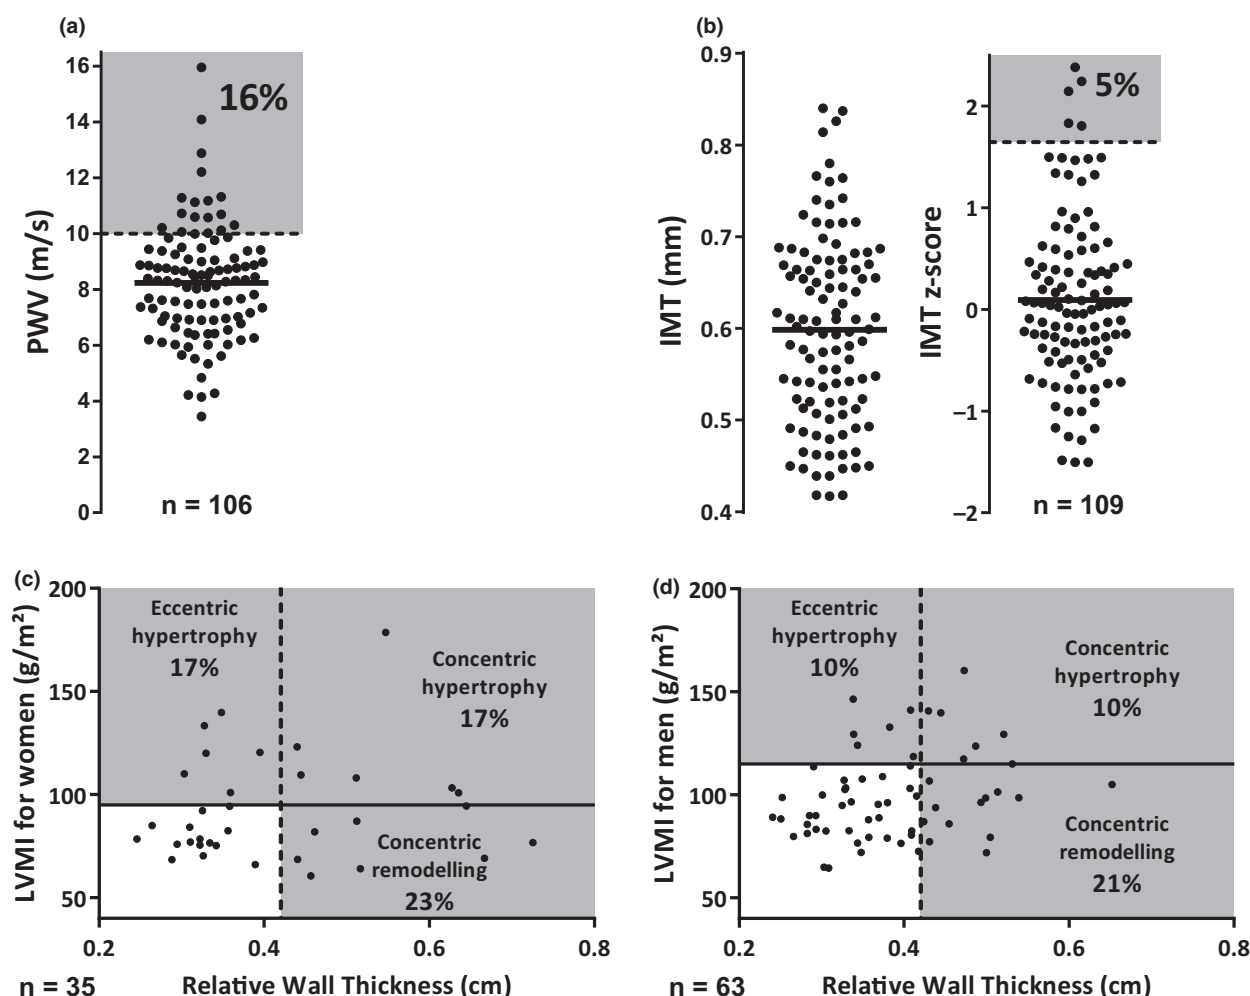 (a)
16
14
12
10
8
6
4
2
0
PWV (m/s)
16%
n = 106
(b)
0.9
0.8
0.7
0.6
0.5
0.4
IMT (mm)
2
1
0
−1
−2
IMT z-score
5%
n = 109
(c)
200
150
100
50
LVMI for women (g/m²)
Eccentric
hypertrophy
17%
Concentric
hypertrophy
17%
Concentric
remodelling
23%
0.2
0.4
0.6
0.8
n = 35
Relative Wall Thickness (cm)
(d)
200
150
100
50
LVMI for men (g/m²)
Eccentric
hypertrophy
10%
Concentric
hypertrophy
10%
Concentric
remodelling
21%
0.2
0.4
0.6
0.8
n = 63
Relative Wall Thickness (cm)